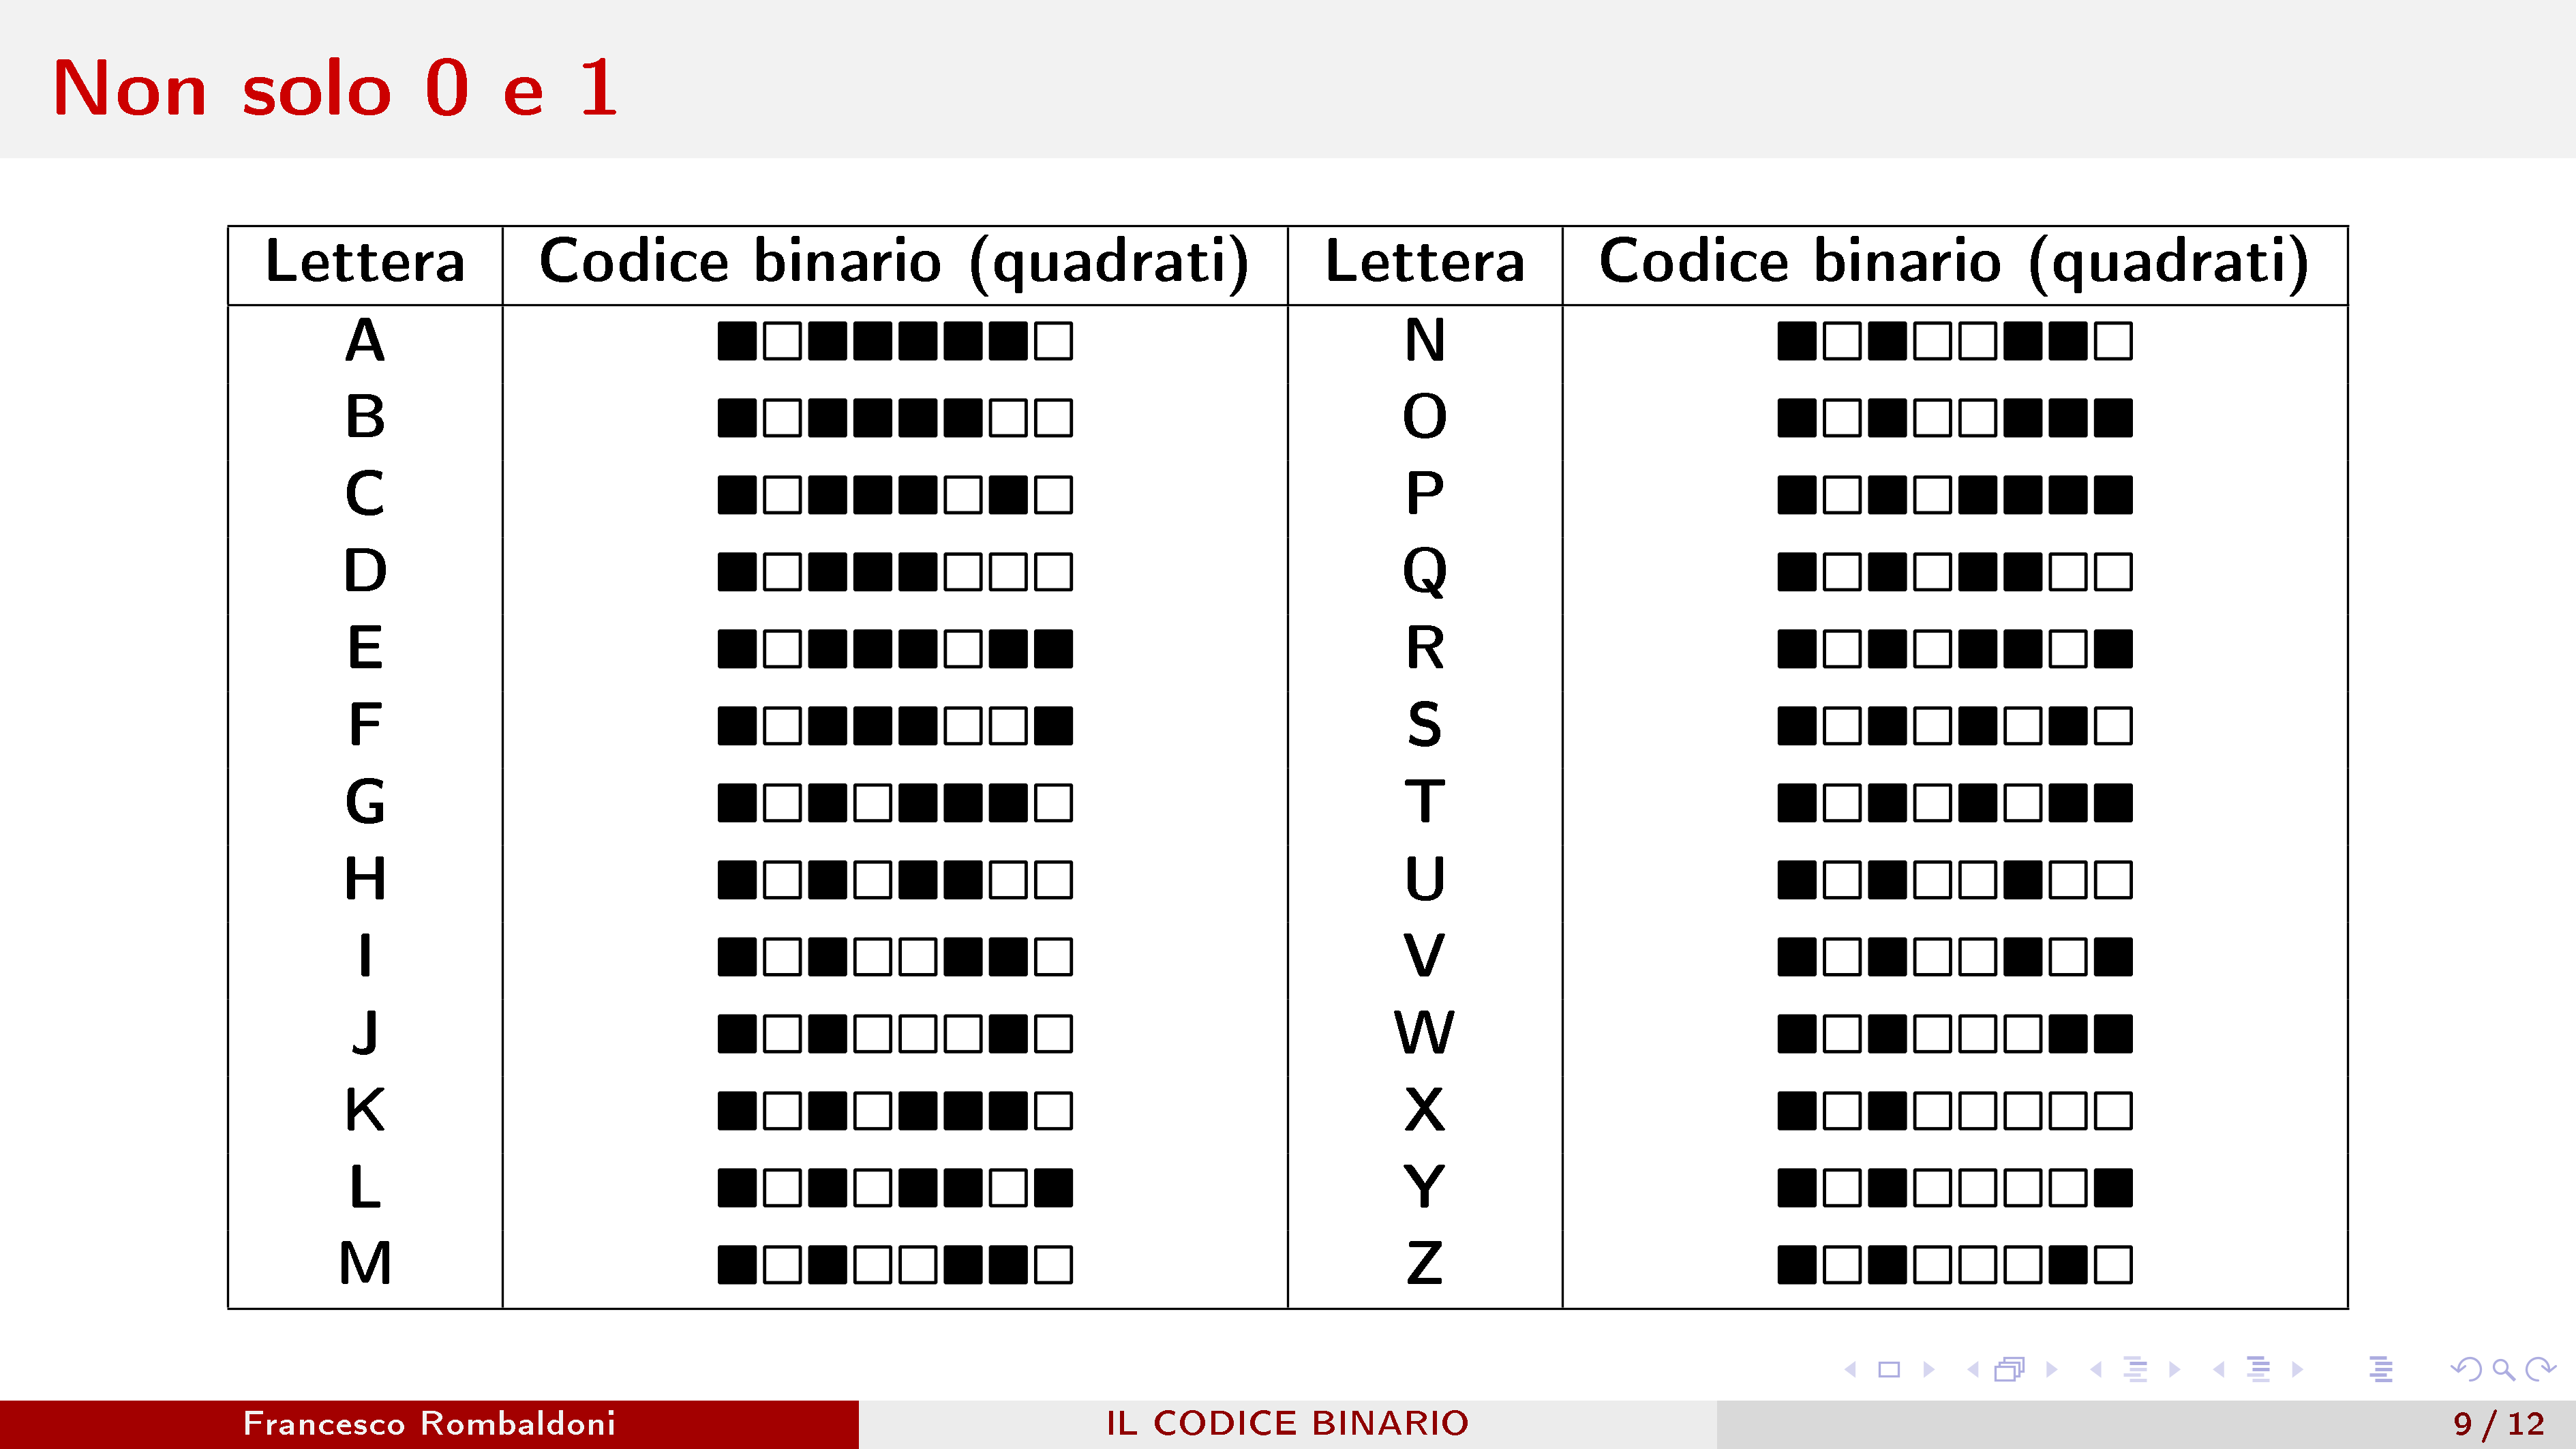 Non solo 0 e 1
Lettera Codice binario (quadrati) Lettera Codice binario (quadrati)
A ■□■■■■■□ N ■□■□□■■□
B ■□■■■■□□ O ■□■□□■■■
C ■□■■■□■□ P ■□■□■■■■
D ■□■■■□□□ Q ■□■□■■□□
E ■□■■■□■■ R ■□■□■■□■
F ■□■■■□□■ S ■□■□■□■□
G ■□■□■■■□ T ■□■□■□■■
H ■□■□■■□□ U ■□■□□■□□
I ■□■□□■■□ V ■□■□□■□■
J ■□■□□□■□ W ■□■□□□■■
K ■□■□■■■□ X ■□■□□□□□
L ■□■□■■□■ Y ■□■□□□□■
M ■□■□□■■□ Z ■□■□□□■□
Francesco Rombaldoni IL CODICE BINARIO 9 / 12